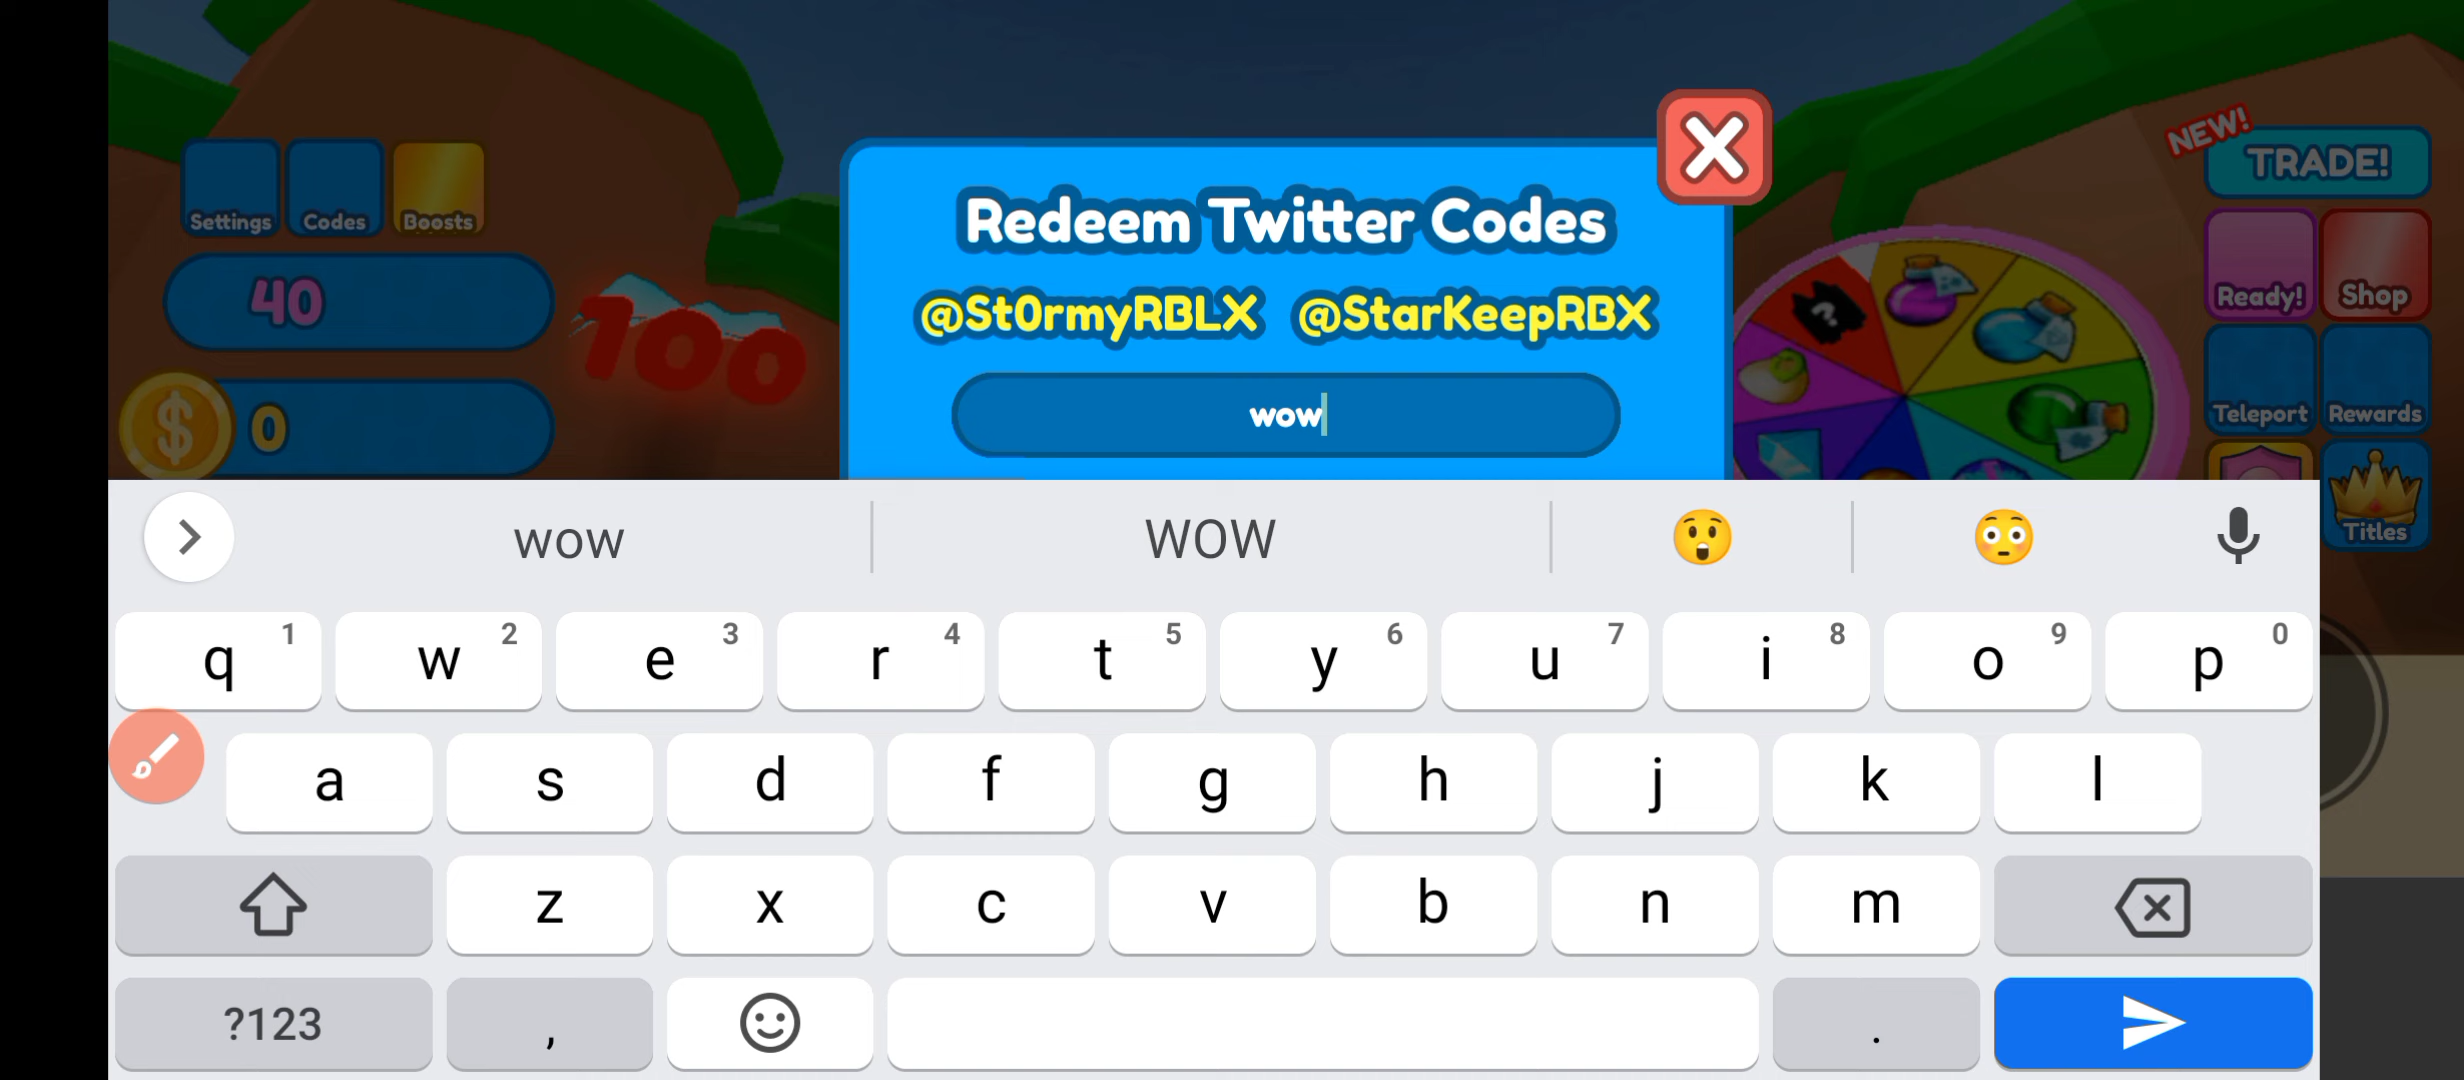 NEW!
TRADE!
Settings
Codes
Boosts
Redeem Twitter Codes
@St0rmyRBLX @StarKeepRBX
40
100
Ready!
Shop
?
wow
$
0
Teleport
Rewards
Titles
wow
WOW
q 1 w 2 e 3 r 4 t 5 y 6 u 7 i 8 o 9 p 0
a s d f g h j k l
z x c v b n m
?123 , .